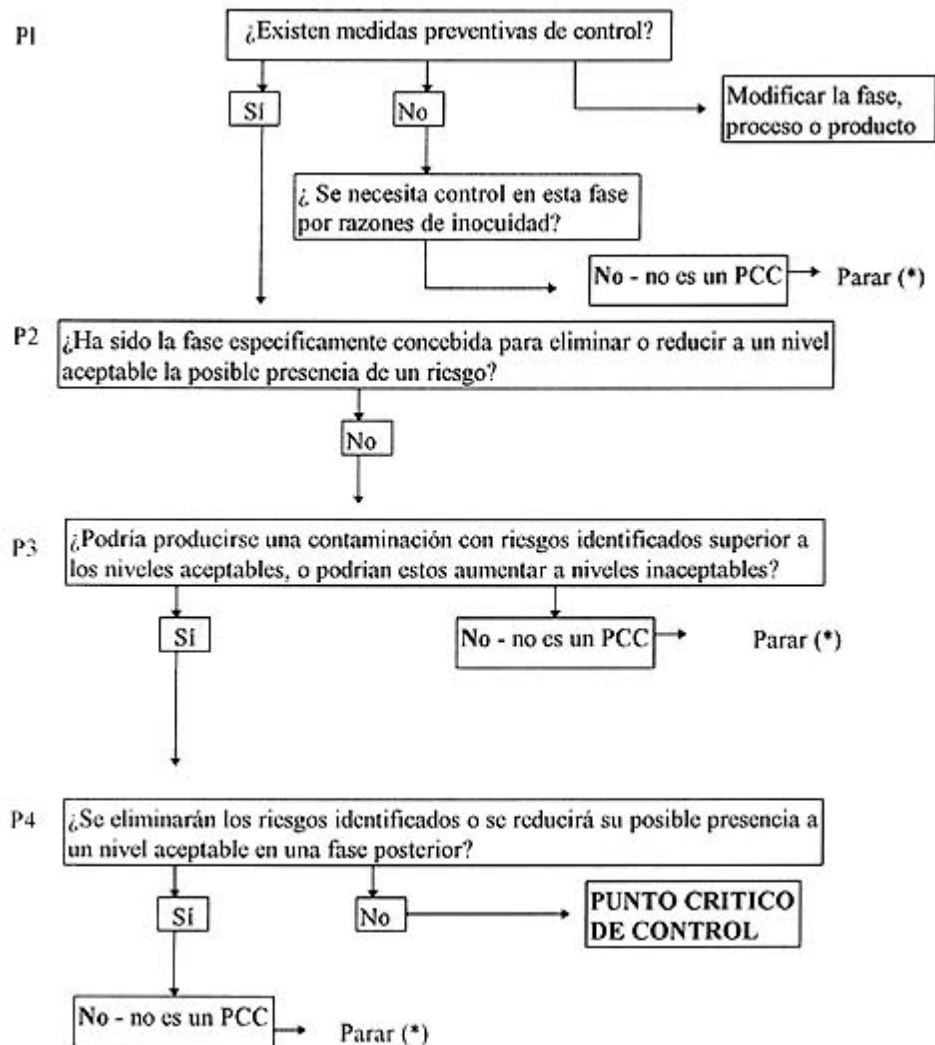 P1
¿Existen medidas preventivas de control?
Sí
No
Modificar la fase,
proceso o producto
¿ Se necesita control en esta fase
por razones de inocuidad?
No - no es un PCC
Parar (*)
P2
¿Ha sido la fase específicamente concebida para eliminar o reducir a un nivel
aceptable la posible presencia de un riesgo?
No
P3
¿Podría producirse una contaminación con riesgos identificados superior a
los niveles aceptables, o podrian estos aumentar a niveles inaceptables?
Sí
No - no es un PCC
Parar (*)
P4
¿Se eliminarán los riesgos identificados o se reducirá su posible presencia a
un nivel aceptable en una fase posterior?
Sí
No
PUNTO CRITICO
DE CONTROL
No - no es un PCC
Parar (*)